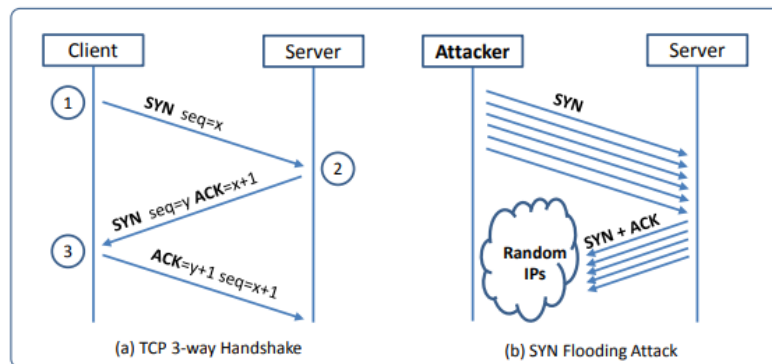 Client
Server
1
SYN seq=x
2
SYN seq=y ACK=x+1
3
ACK=y+1 seq=x+1
(a) TCP 3-way Handshake
Attacker
Server
SYN
SYN + ACK
Random
IPs
(b) SYN Flooding Attack